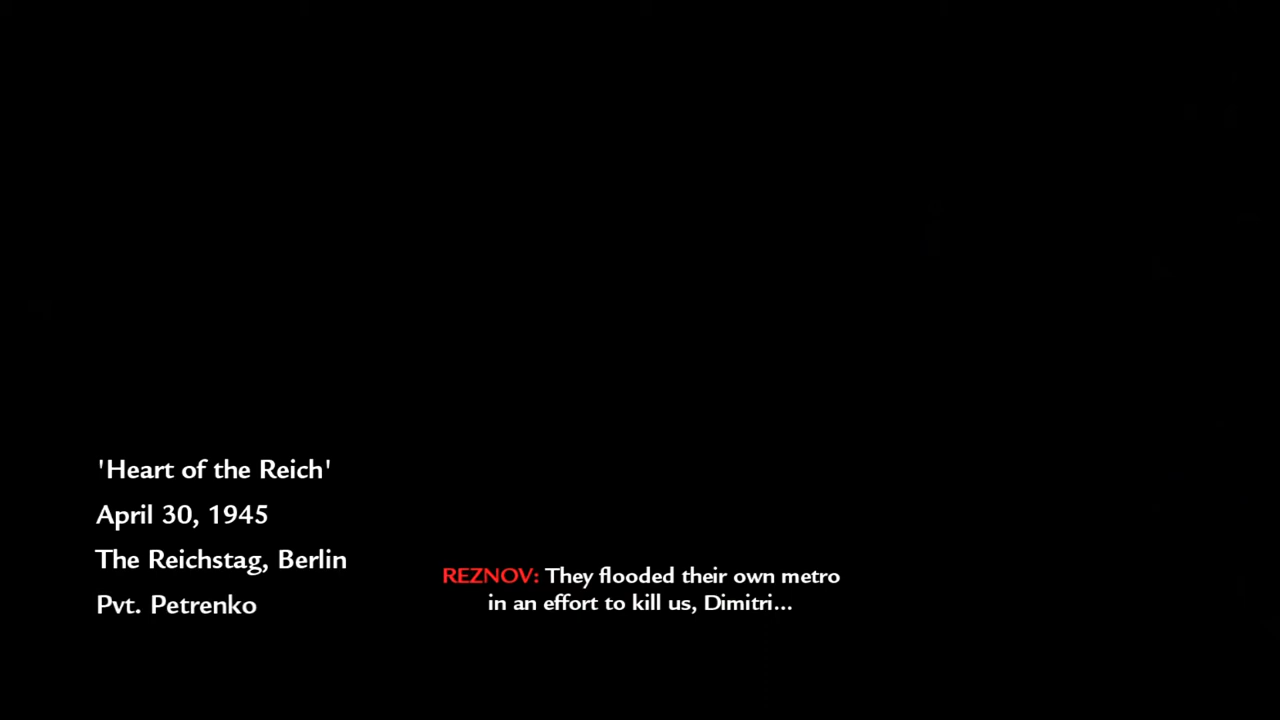 'Heart of the Reich'
April 30, 1945
The Reichstag, Berlin
Pvt. Petrenko
REZNOV: They flooded their own metro
in an effort to kill us, Dimitri...